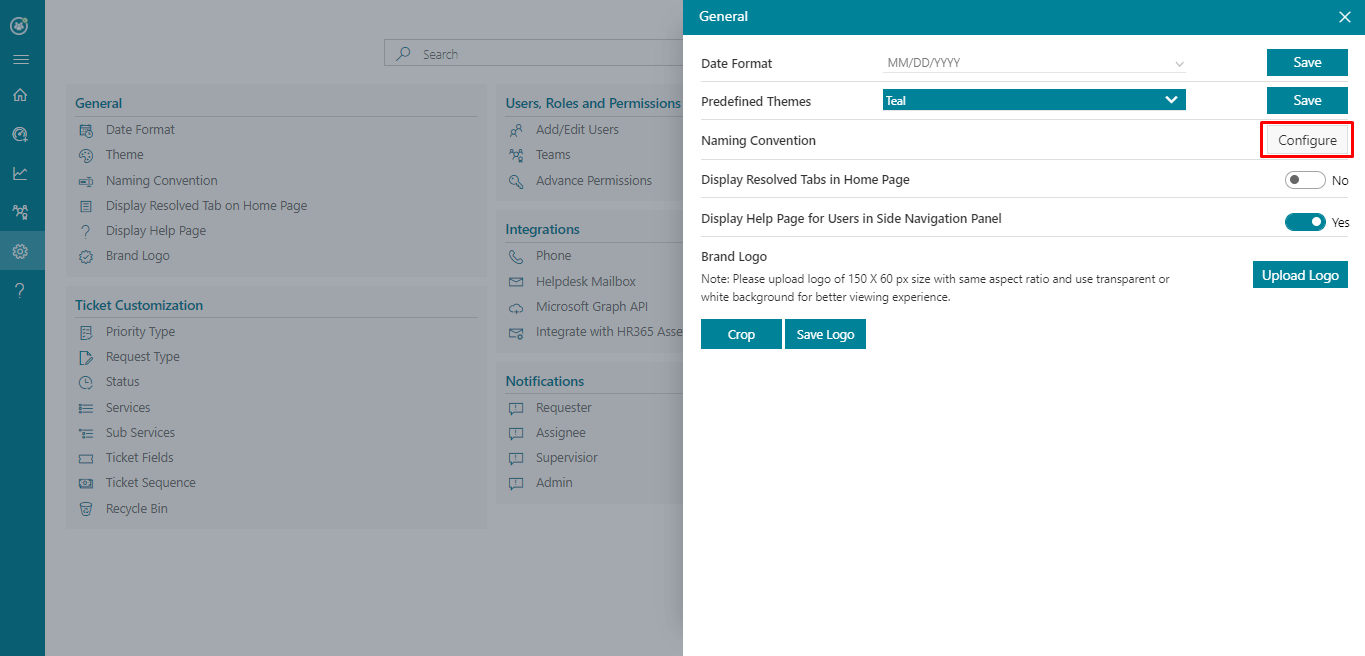 Search
General
Date Format
Theme
Naming Convention
Display Resolved Tab on Home Page
Display Help Page
Brand Logo
Ticket Customization
Priority Type
Request Type
Status
Services
Sub Services
Ticket Fields
Ticket Sequence
Recycle Bin
Users, Roles and Permissions
Add/Edit Users
Teams
Advance Permissions
Integrations
Phone
Helpdesk Mailbox
Microsoft Graph API
Integrate with HR365 Asse
Notifications
Requester
Assignee
Supervisior
Admin
General
Date Format MM/DD/YYYY Save
Predefined Themes Teal Save
Naming Convention Configure
Display Resolved Tabs in Home Page No
Display Help Page for Users in Side Navigation Panel Yes
Brand Logo
Note: Please upload logo of 150 X 60 px size with same aspect ratio and use transparent or
white background for better viewing experience.
Upload Logo
Crop Save Logo